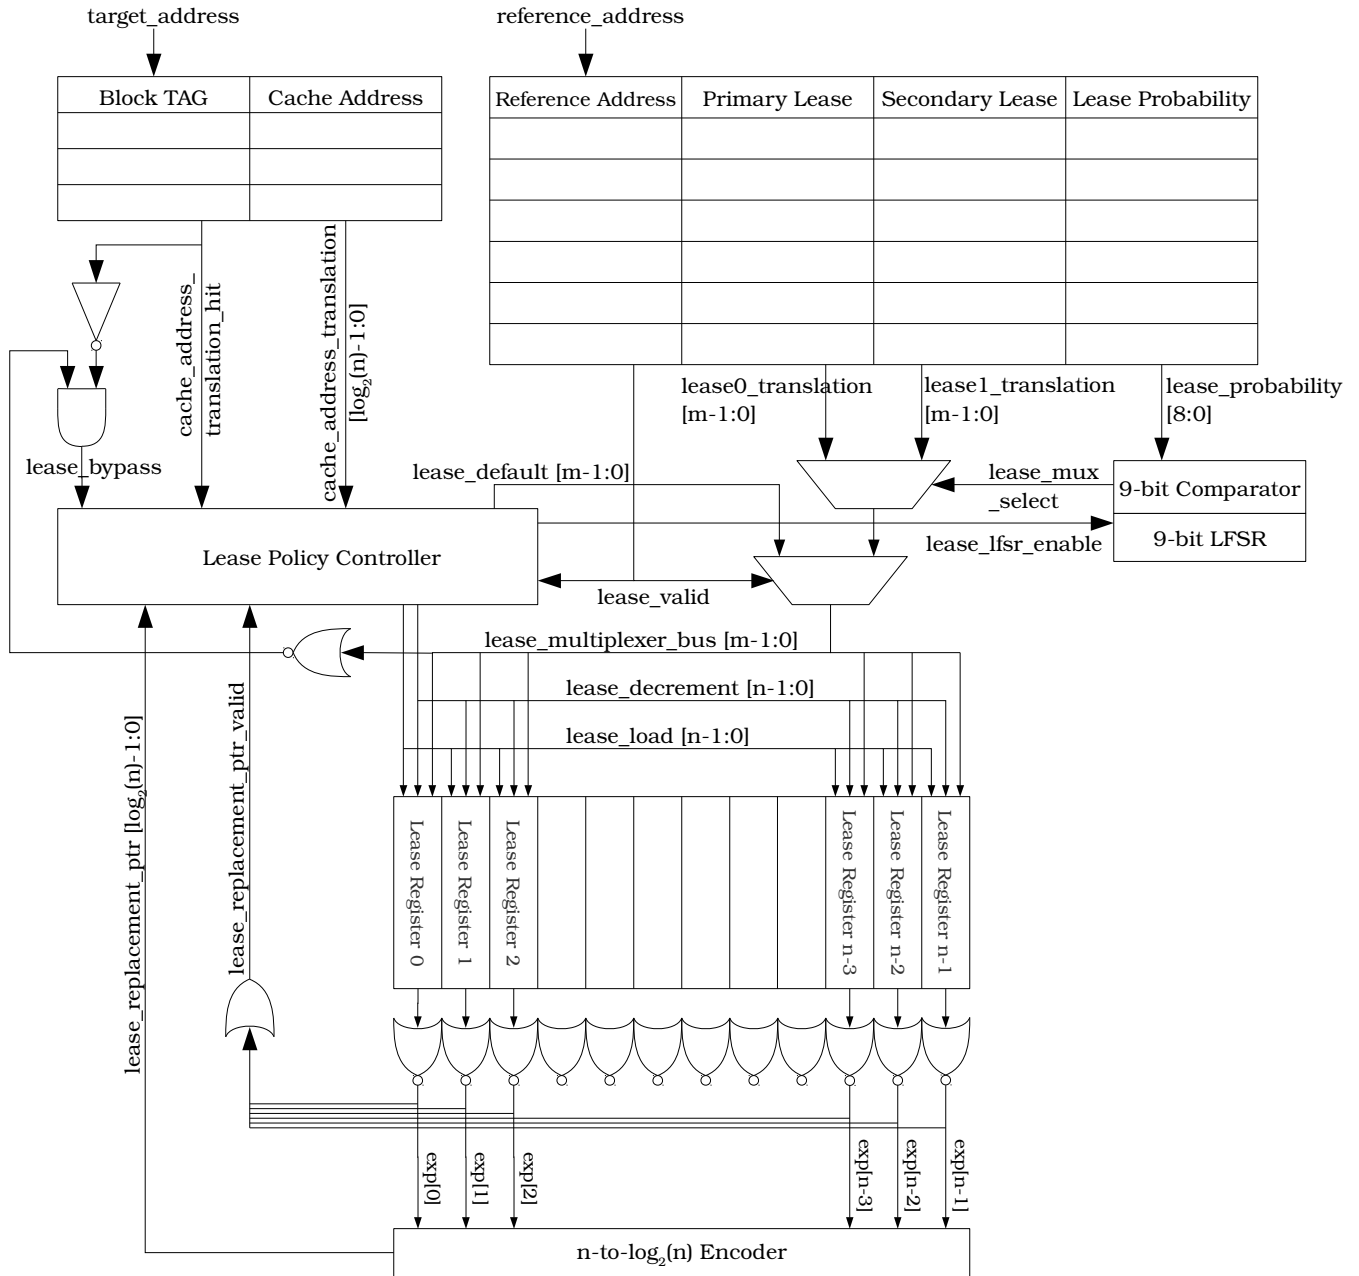 target_address
reference_address
Block TAG
Cache Address
Reference Address
Primary Lease
Secondary Lease
Lease Probability
cache_address_
translation_hit
cache_address_translation
[log₂(n)-1:0]
lease0_translation
[m-1:0]
lease1_translation
[m-1:0]
lease_probability
[8:0]
lease_bypass
lease_default [m-1:0]
lease_mux
_select
9-bit Comparator
9-bit LFSR
lease_lfsr_enable
Lease Policy Controller
lease_valid
lease_multiplexer_bus [m-1:0]
lease_decrement [n-1:0]
lease_load [n-1:0]
lease_replacement_ptr [log₂(n)-1:0]
lease_replacement_ptr_valid
Lease Register 0
Lease Register 1
Lease Register 2
Lease Register n-3
Lease Register n-2
Lease Register n-1
exp[0]
exp[1]
exp[2]
exp[n-3]
exp[n-2]
exp[n-1]
n-to-log₂(n) Encoder